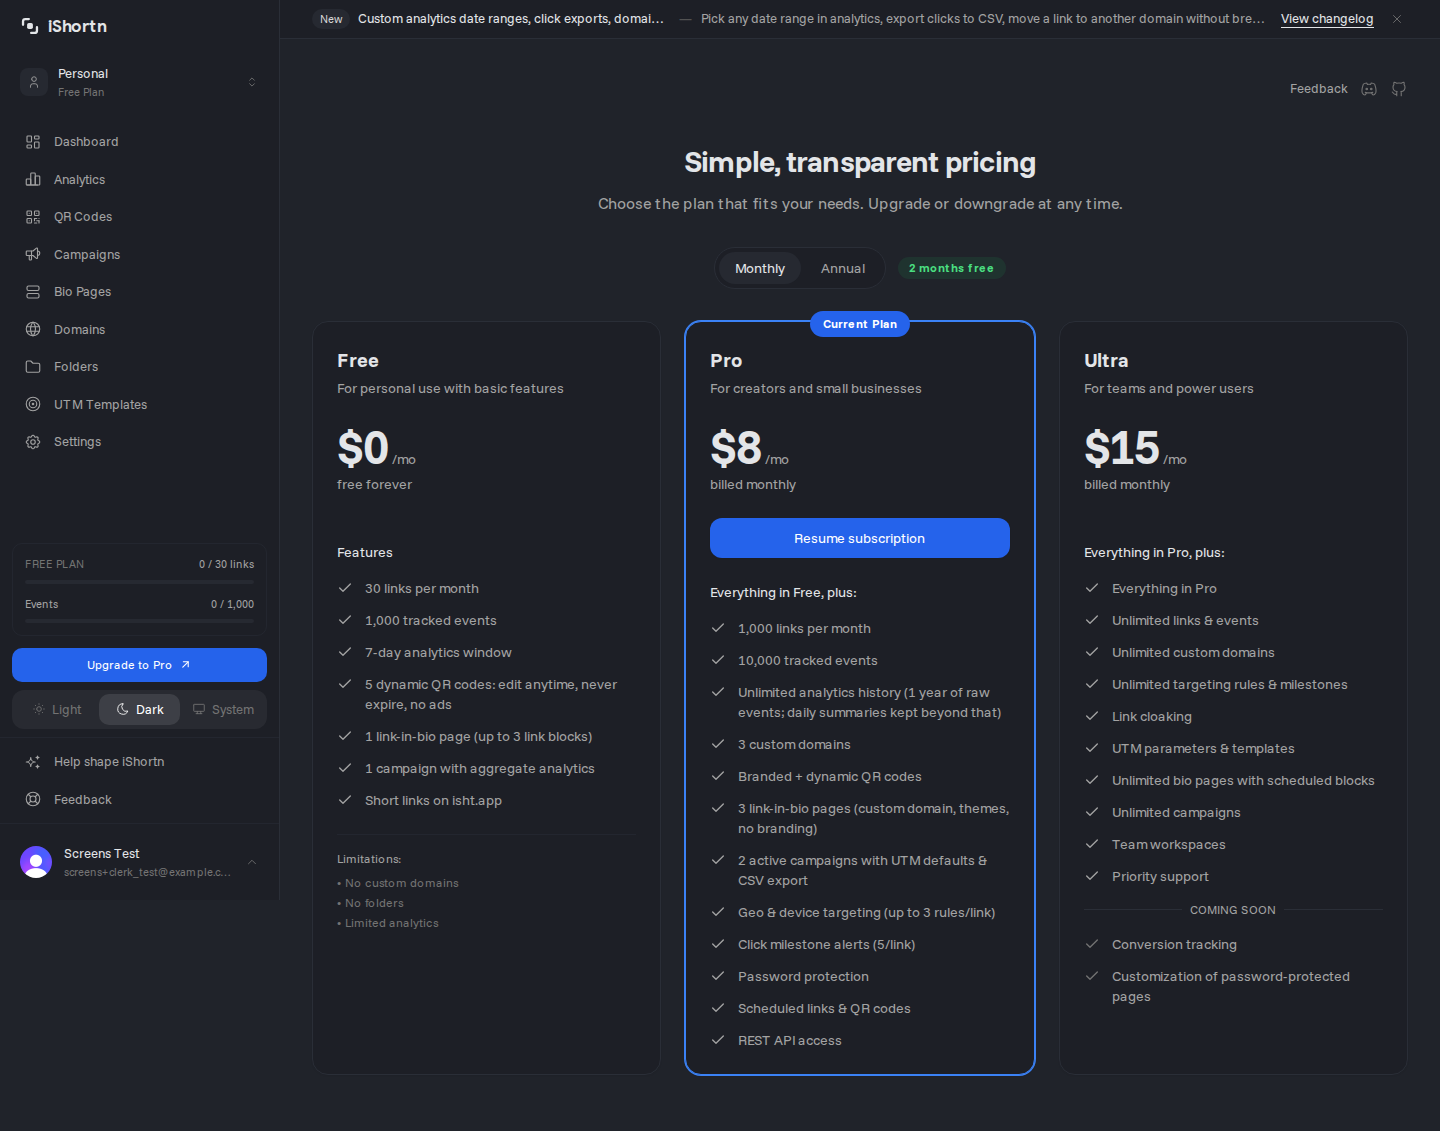 iShortn
Personal
Free Plan
Dashboard
Analytics
QR Codes
Campaigns
Bio Pages
Domains
Folders
UTM Templates
Settings
FREE PLAN 0 / 30 links
Events 0 / 1,000
Upgrade to Pro
Light Dark System
Help shape iShortn
Feedback
Screens Test
screens+clerk_test@example.c...
New Custom analytics date ranges, click exports, domai... — Pick any date range in analytics, export clicks to CSV, move a link to another domain without bre... View changelog
Feedback
Simple, transparent pricing
Choose the plan that fits your needs. Upgrade or downgrade at any time.
Monthly Annual 2 months free
Free
For personal use with basic features
$0 /mo
free forever
Features
30 links per month
1,000 tracked events
7-day analytics window
5 dynamic QR codes: edit anytime, never
expire, no ads
1 link-in-bio page (up to 3 link blocks)
1 campaign with aggregate analytics
Short links on isht.app
Limitations:
• No custom domains
• No folders
• Limited analytics
Current Plan
Pro
For creators and small businesses
$8 /mo
billed monthly
Resume subscription
Everything in Free, plus:
1,000 links per month
10,000 tracked events
Unlimited analytics history (1 year of raw
events; daily summaries kept beyond that)
3 custom domains
Branded + dynamic QR codes
3 link-in-bio pages (custom domain, themes,
no branding)
2 active campaigns with UTM defaults &
CSV export
Geo & device targeting (up to 3 rules/link)
Click milestone alerts (5/link)
Password protection
Scheduled links & QR codes
REST API access
Ultra
For teams and power users
$15 /mo
billed monthly
Everything in Pro, plus:
Everything in Pro
Unlimited links & events
Unlimited custom domains
Unlimited targeting rules & milestones
Link cloaking
UTM parameters & templates
Unlimited bio pages with scheduled blocks
Unlimited campaigns
Team workspaces
Priority support
COMING SOON
Conversion tracking
Customization of password-protected
pages